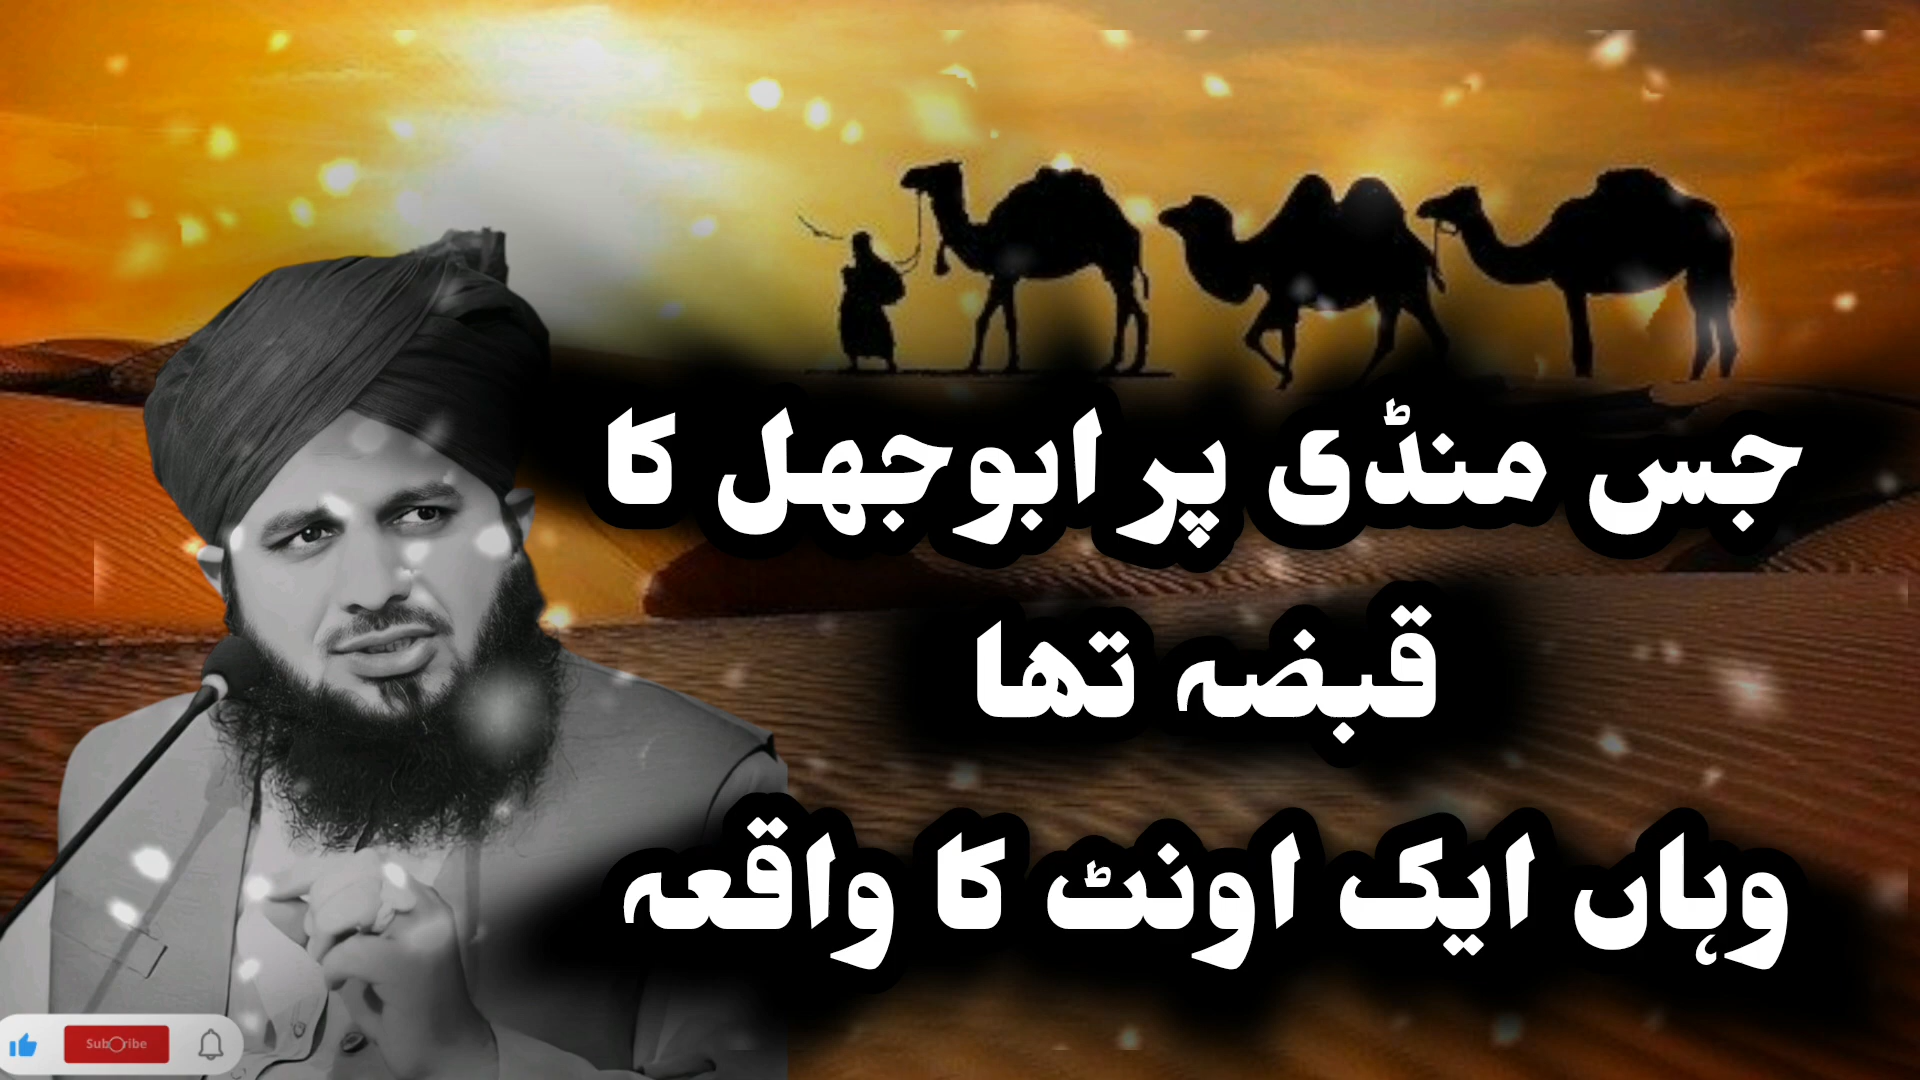 جس منڈی پر ابوجھل کا
قبضہ تھا
وہاں ایک اونٹ کا واقعہ
Subscribe